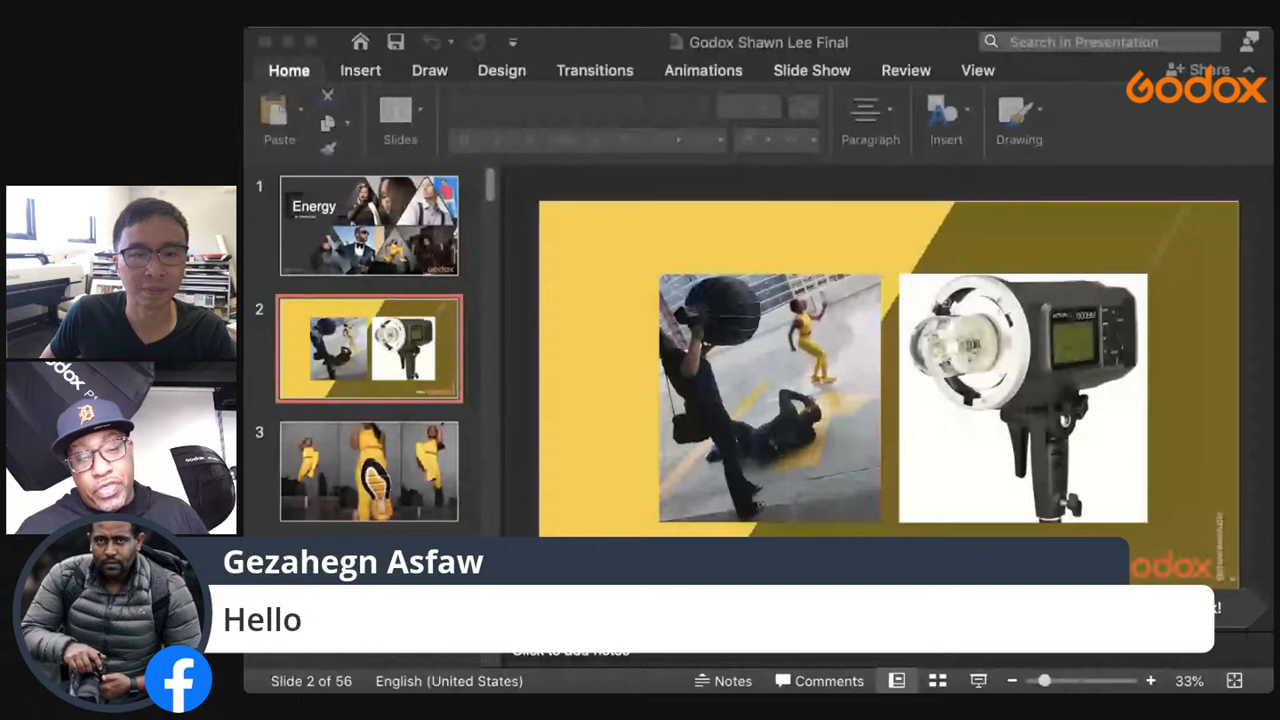 Godox Shawn Lee Final
Search in Presentation
Home Insert Draw Design Transitions Animations Slide Show Review View
Share
Godox
Paste
Slides
Paragraph
Insert
Drawing
1
Energy
2
3
Gezahegn Asfaw
Hello
Slide 2 of 56
English (United States)
Notes
Comments
33%